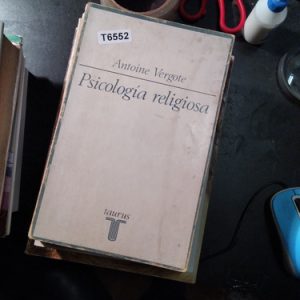 T6552
Antoine Vergote
Psicología religiosa
taurus